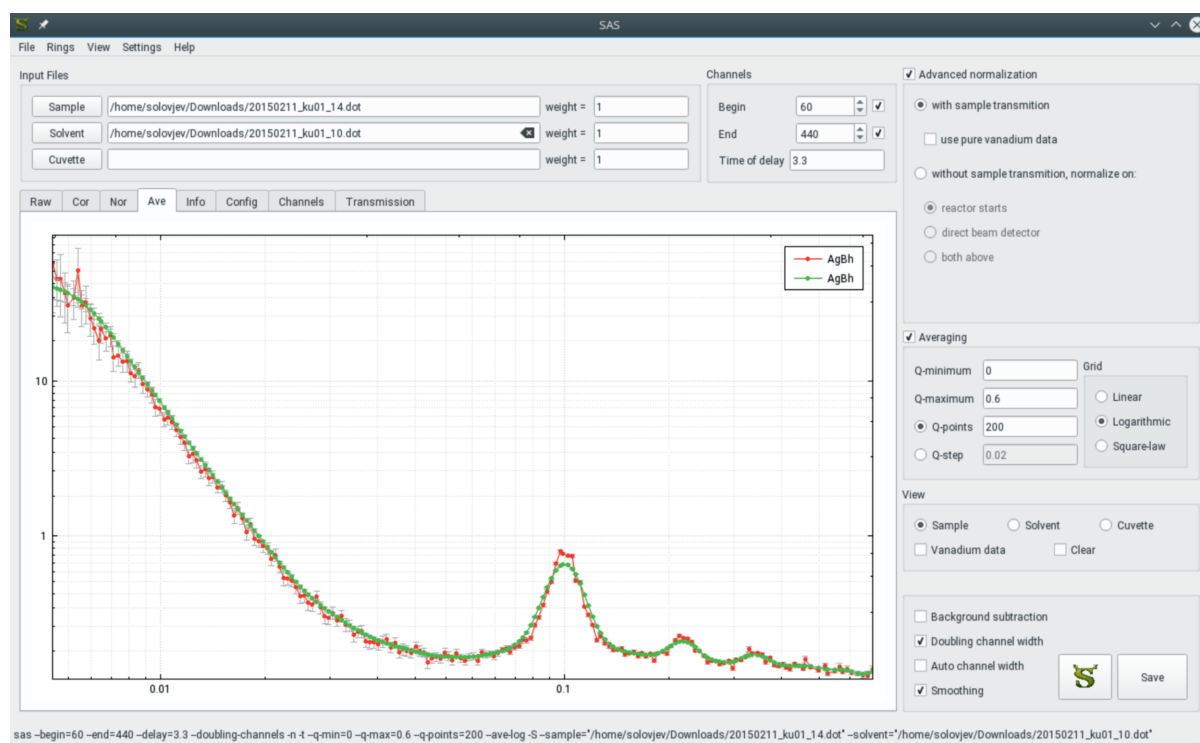 SAS
File Rings View Settings Help
Input Files
Sample /home/solovjev/Downloads/20150211_ku01_14.dot weight = 1
Solvent /home/solovjev/Downloads/20150211_ku01_10.dot weight = 1
Cuvette weight = 1
Channels
Begin 60
End 440
Time of delay 3.3
Raw Cor Nor Ave Info Config Channels Transmission
AgBh
AgBh
10
1
0.01 0.1
Advanced normalization
with sample transmition
use pure vanadium data
without sample transmition, normalize on:
reactor starts
direct beam detector
both above
Averaging
Q-minimum 0
Q-maximum 0.6
Q-points 200
Q-step 0.02
Grid
Linear
Logarithmic
Square-law
View
Sample Solvent Cuvette
Vanadium data Clear
Background subtraction
Doubling channel width
Auto channel width
Smoothing
S Save
sas --begin=60 --end=440 --delay=3.3 --doubling-channels -n -t --q-min=0 --q-max=0.6 --q-points=200 --ave-log -S --sample="/home/solovjev/Downloads/20150211_ku01_14.dot" --solvent="/home/solovjev/Downloads/20150211_ku01_10.dot"